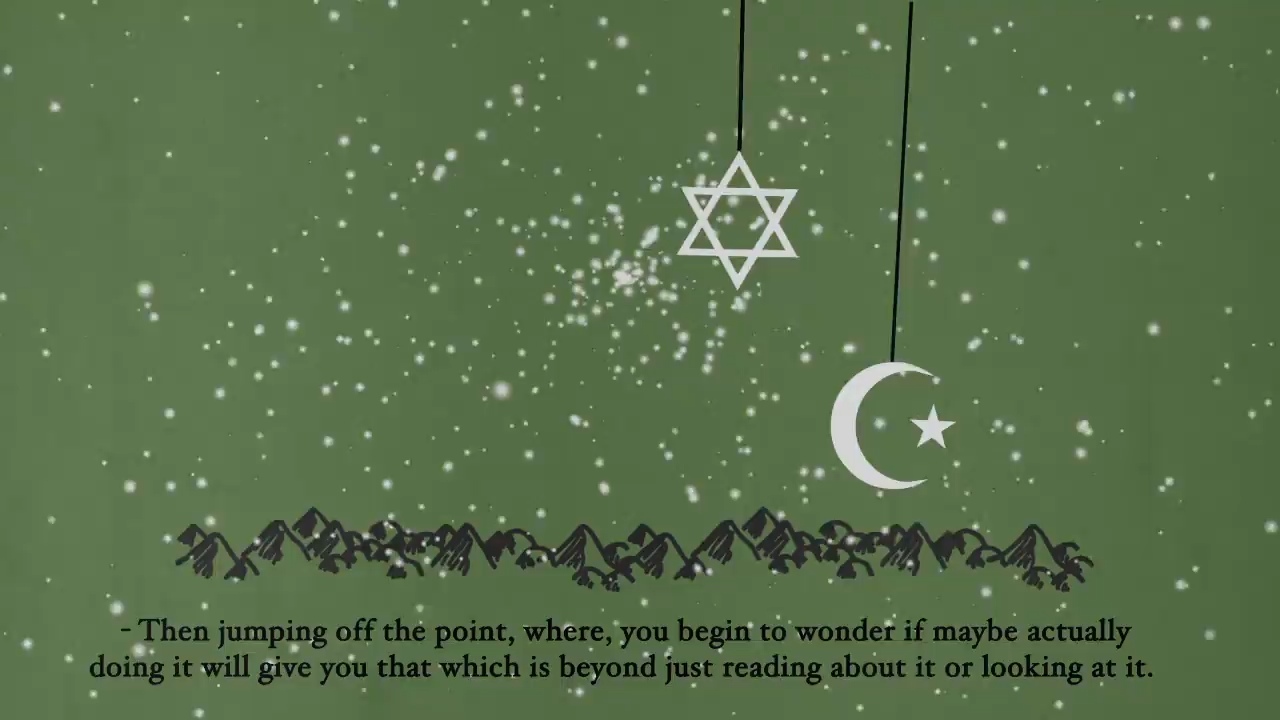 - Then jumping off the point, where, you begin to wonder if maybe actually
doing it will give you that which is beyond just reading about it or looking at it.